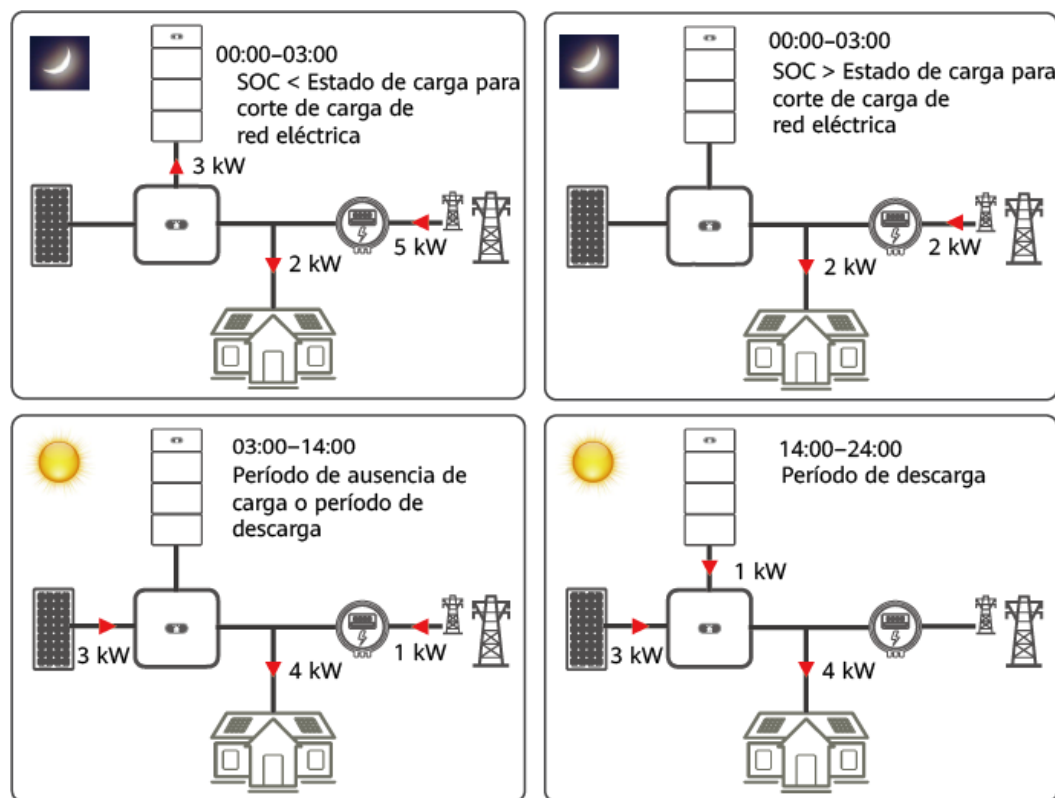 00:00–03:00
SOC < Estado de carga para
corte de carga de
red eléctrica
3 kW
5 kW
2 kW
00:00–03:00
SOC > Estado de carga para
corte de carga de
red eléctrica
2 kW
2 kW
03:00–14:00
Período de ausencia de
carga o período de
descarga
3 kW
1 kW
4 kW
14:00–24:00
Período de descarga
1 kW
3 kW
4 kW